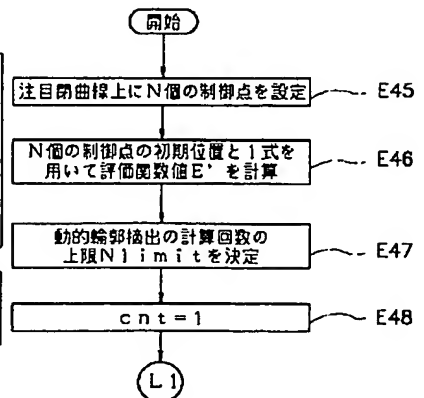 開始
注目閉曲線上にN個の制御点を設定
E45
N個の制御点の初期位置と1式を
用いて評価関数値E'を計算
E46
動的輪郭摘出の計算回数の
上限Nlimitを決定
E47
cnt=1
E48
L1